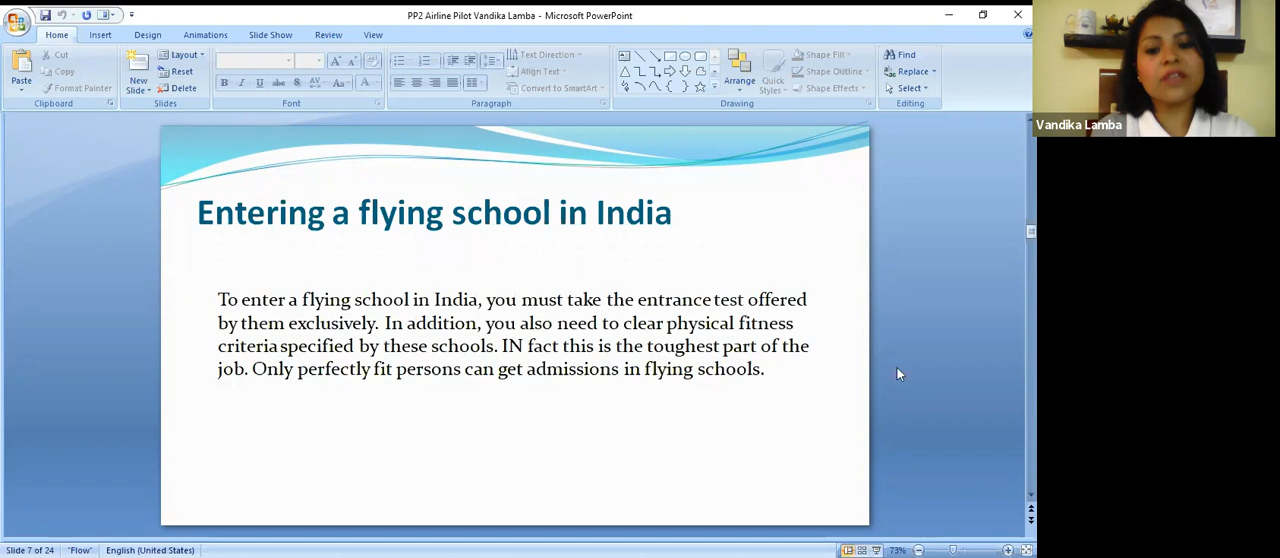 PP2 Airline Pilot Vandika Lamba - Microsoft PowerPoint
Home Insert Design Animations Slide Show Review View
Paste
Cut
Copy
Format Painter
Clipboard
New
Slide
Layout
Reset
Delete
Slides
B I U abe S AV Aa A
Font
Text Direction
Align Text
Convert to SmartArt
Paragraph
Arrange
Quick
Styles
Shape Fill
Shape Outline
Shape Effects
Drawing
Find
Replace
Select
Editing
Vandika Lamba
Entering a flying school in India
To enter a flying school in India, you must take the entrance test offered
by them exclusively. In addition, you also need to clear physical fitness
criteria specified by these schools. IN fact this is the toughest part of the
job. Only perfectly fit persons can get admissions in flying schools.
Slide 7 of 24 "Flow" English (United States) 73%